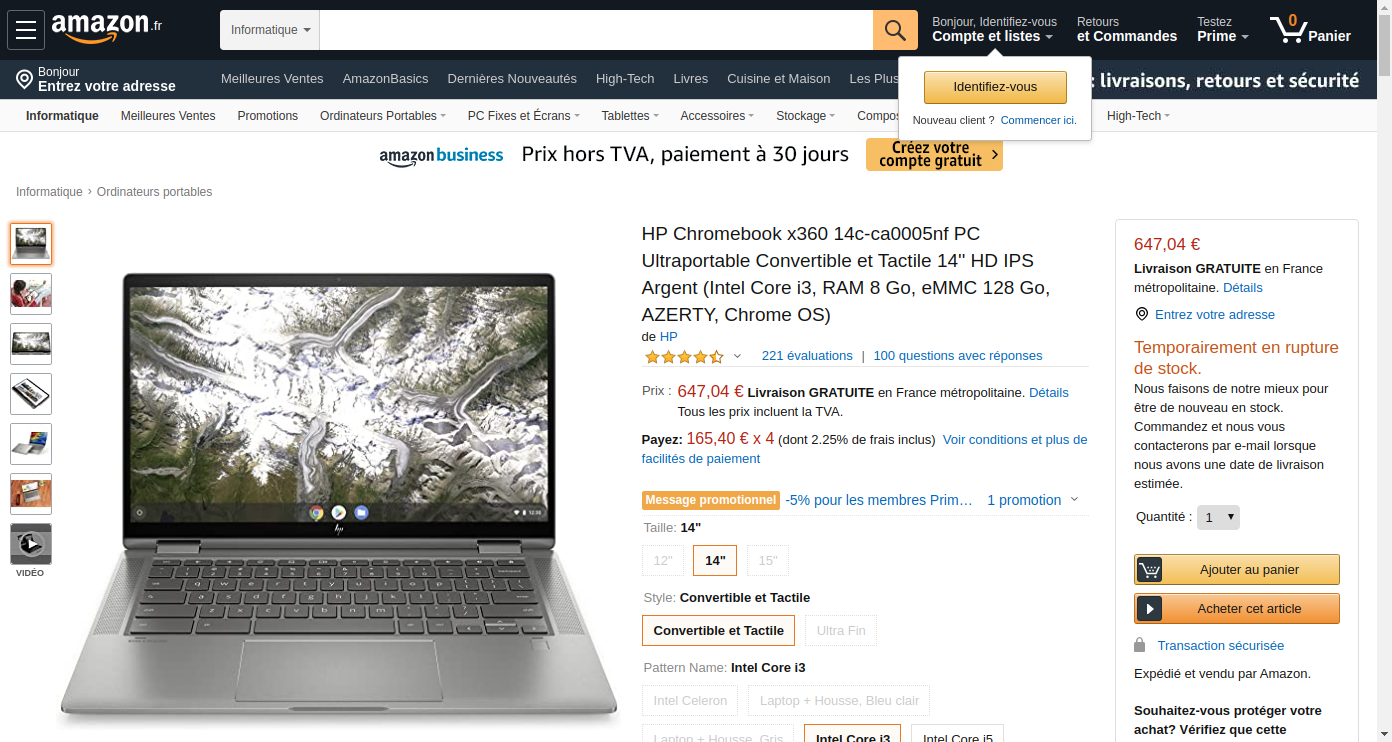 amazon.fr
Informatique
Bonjour, Identifiez-vous
Compte et listes
Retours
et Commandes
Testez
Prime
0
Panier
Bonjour
Entrez votre adresse
Meilleures Ventes
AmazonBasics
Dernières Nouveautés
High-Tech
Livres
Cuisine et Maison
Les Plus
: livraisons, retours et sécurité
Identifiez-vous
Nouveau client ? Commencer ici.
Informatique
Meilleures Ventes
Promotions
Ordinateurs Portables
PC Fixes et Écrans
Tablettes
Accessoires
Stockage
Compos
High-Tech
amazon business
Prix hors TVA, paiement à 30 jours
Créez votre
compte gratuit
Informatique › Ordinateurs portables
VIDÉO
HP Chromebook x360 14c-ca0005nf PC
Ultraportable Convertible et Tactile 14'' HD IPS
Argent (Intel Core i3, RAM 8 Go, eMMC 128 Go,
AZERTY, Chrome OS)
de HP
221 évaluations | 100 questions avec réponses
Prix : 647,04 € Livraison GRATUITE en France métropolitaine. Détails
Tous les prix incluent la TVA.
Payez: 165,40 € x 4 (dont 2.25% de frais inclus) Voir conditions et plus de
facilités de paiement
Message promotionnel -5% pour les membres Prim… 1 promotion
Taille: 14"
12"
14"
15"
Style: Convertible et Tactile
Convertible et Tactile
Ultra Fin
Pattern Name: Intel Core i3
Intel Celeron
Laptop + Housse, Bleu clair
Laptop + Housse, Gris
Intel Core i3
Intel Core i5
647,04 €
Livraison GRATUITE en France
métropolitaine. Détails
Entrez votre adresse
Temporairement en rupture
de stock.
Nous faisons de notre mieux pour
être de nouveau en stock.
Commandez et nous vous
contacterons par e-mail lorsque
nous avons une date de livraison
estimée.
Quantité : 1
Ajouter au panier
Acheter cet article
Transaction sécurisée
Expédié et vendu par Amazon.
Souhaitez-vous protéger votre
achat? Vérifiez que cette